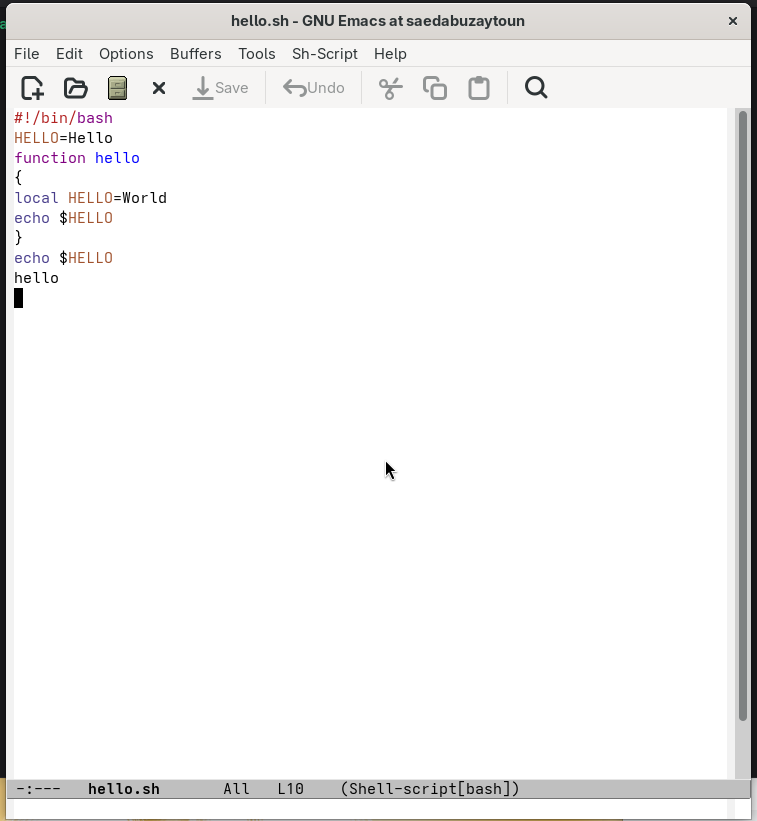 hello.sh - GNU Emacs at saedabuzaytoun
File Edit Options Buffers Tools Sh-Script Help
Save Undo
#!/bin/bash
HELLO=Hello
function hello
{
local HELLO=World
echo $HELLO
}
echo $HELLO
hello
-:--- hello.sh All L10 (Shell-script[bash])